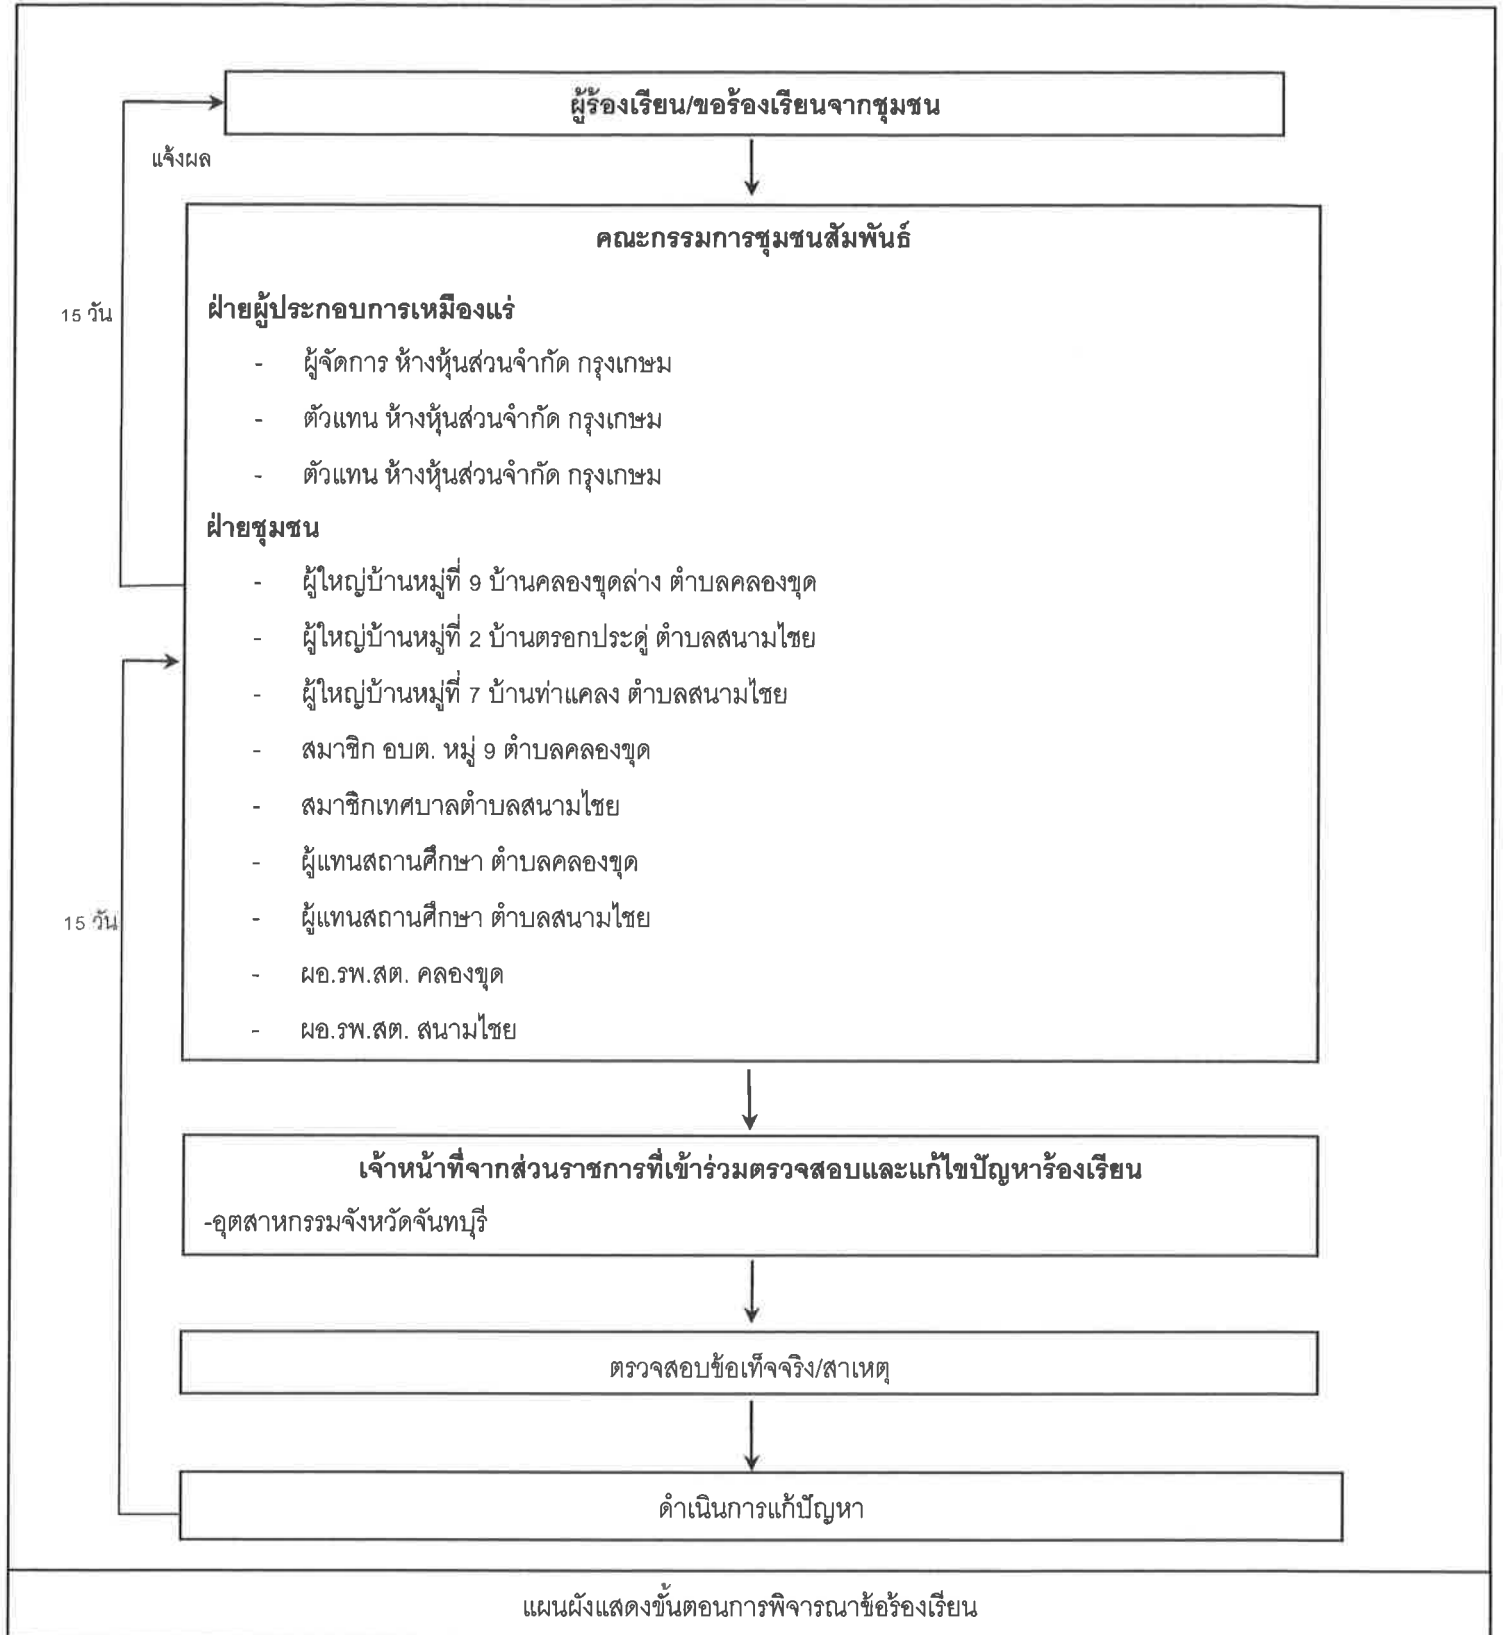 ผู้ร้องเรียน/ขอร้องเรียนจากชุมชน
แจ้งผล
คณะกรรมการชุมชนสัมพันธ์
15 วัน
ฝ่ายผู้ประกอบการเหมืองแร่
- ผู้จัดการ ห้างหุ้นส่วนจำกัด กรุงเกษม
- ตัวแทน ห้างหุ้นส่วนจำกัด กรุงเกษม
- ตัวแทน ห้างหุ้นส่วนจำกัด กรุงเกษม
ฝ่ายชุมชน
- ผู้ใหญ่บ้านหมู่ที่ 9 บ้านคลองขุดล่าง ตำบลคลองขุด
- ผู้ใหญ่บ้านหมู่ที่ 2 บ้านตรอกประดู่ ตำบลสนามไชย
- ผู้ใหญ่บ้านหมู่ที่ 7 บ้านท่าแคลง ตำบลสนามไชย
- สมาชิก อบต. หมู่ 9 ตำบลคลองขุด
- สมาชิกเทศบาลตำบลสนามไชย
- ผู้แทนสถานศึกษา ตำบลคลองขุด
- ผู้แทนสถานศึกษา ตำบลสนามไชย
15 วัน
- ผอ.รพ.สต. คลองขุด
- ผอ.รพ.สต. สนามไชย
เจ้าหน้าที่จากส่วนราชการที่เข้าร่วมตรวจสอบและแก้ไขปัญหาร้องเรียน
-อุตสาหกรรมจังหวัดจันทบุรี
ตรวจสอบข้อเท็จจริง/สาเหตุ
ดำเนินการแก้ปัญหา
แผนผังแสดงขั้นตอนการพิจารณาข้อร้องเรียน